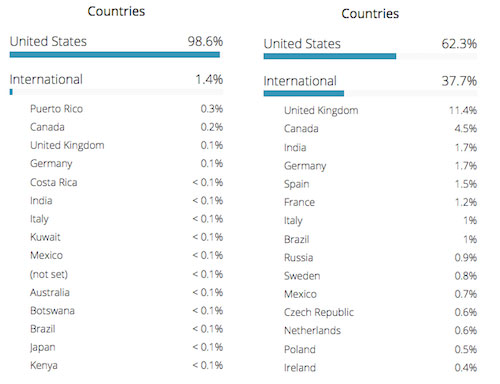 Countries
United States 98.6%
International 1.4%
Puerto Rico 0.3%
Canada 0.2%
United Kingdom 0.1%
Germany 0.1%
Costa Rica < 0.1%
India < 0.1%
Italy < 0.1%
Kuwait < 0.1%
Mexico < 0.1%
(not set) < 0.1%
Australia < 0.1%
Botswana < 0.1%
Brazil < 0.1%
Japan < 0.1%
Kenya < 0.1%
Countries
United States 62.3%
International 37.7%
United Kingdom 11.4%
Canada 4.5%
India 1.7%
Germany 1.7%
Spain 1.5%
France 1.2%
Italy 1%
Brazil 1%
Russia 0.9%
Sweden 0.8%
Mexico 0.7%
Czech Republic 0.6%
Netherlands 0.6%
Poland 0.5%
Ireland 0.4%